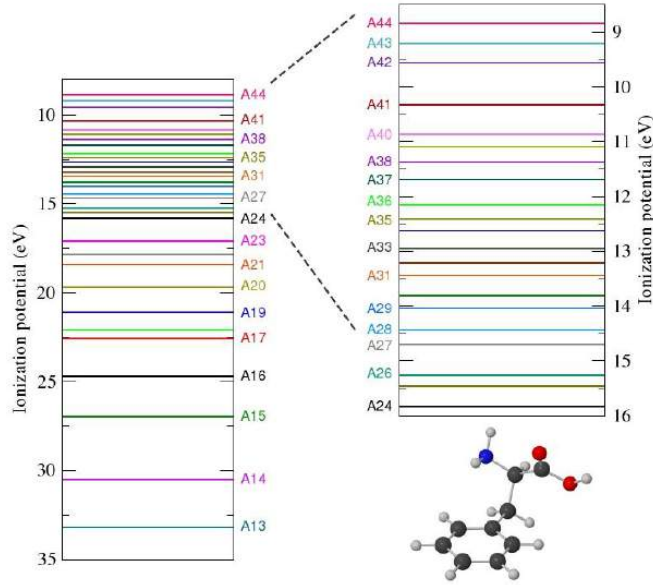 Ionization potential (eV)
10
15
20
25
30
35
A44
A41
A38
A35
A31
A27
A24
A23
A21
A20
A19
A17
A16
A15
A14
A13
A44
A43
A42
A41
A40
A38
A37
A36
A35
A33
A31
A29
A28
A27
A26
A24
9
10
11
12
13
14
15
16
Ionization potential (eV)